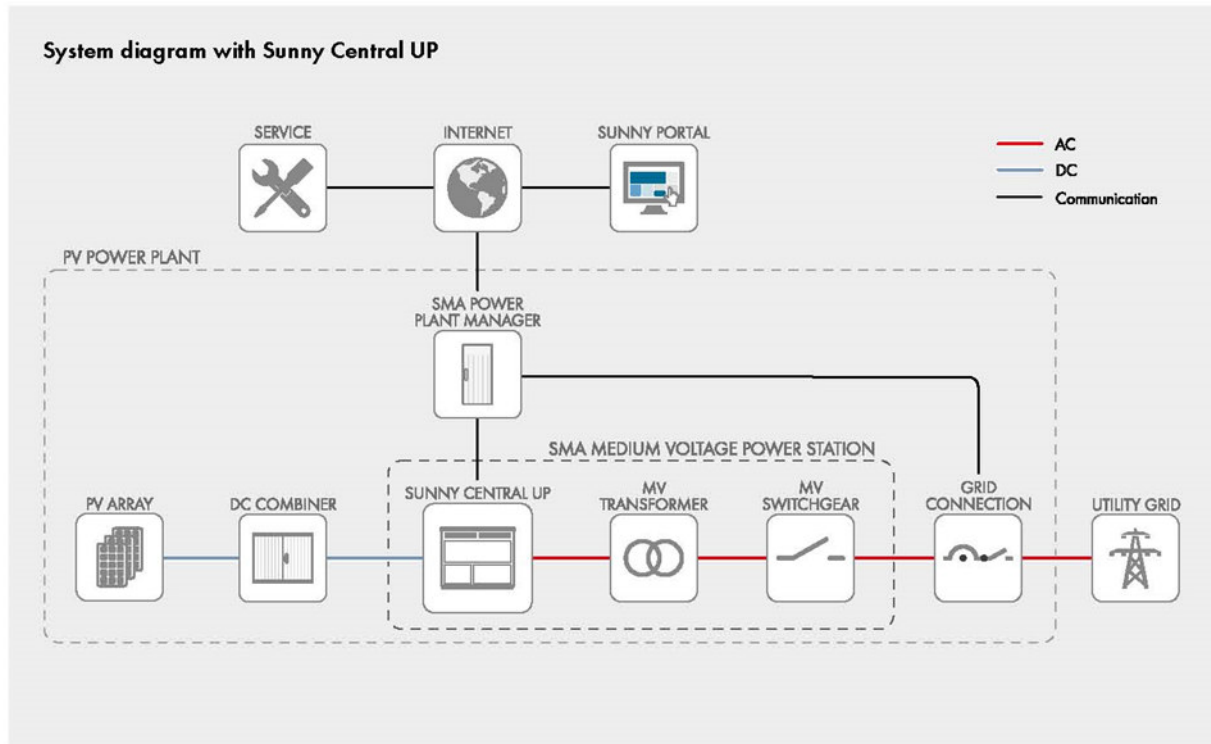 System diagram with Sunny Central UP
SERVICE
INTERNET
SUNNY PORTAL
AC
DC
Communication
PV POWER PLANT
SMA POWER
PLANT MANAGER
SMA MEDIUM VOLTAGE POWER STATION
PV ARRAY
DC COMBINER
SUNNY CENTRAL UP
MV
TRANSFORMER
MV
SWITCHGEAR
GRID
CONNECTION
UTILITY GRID